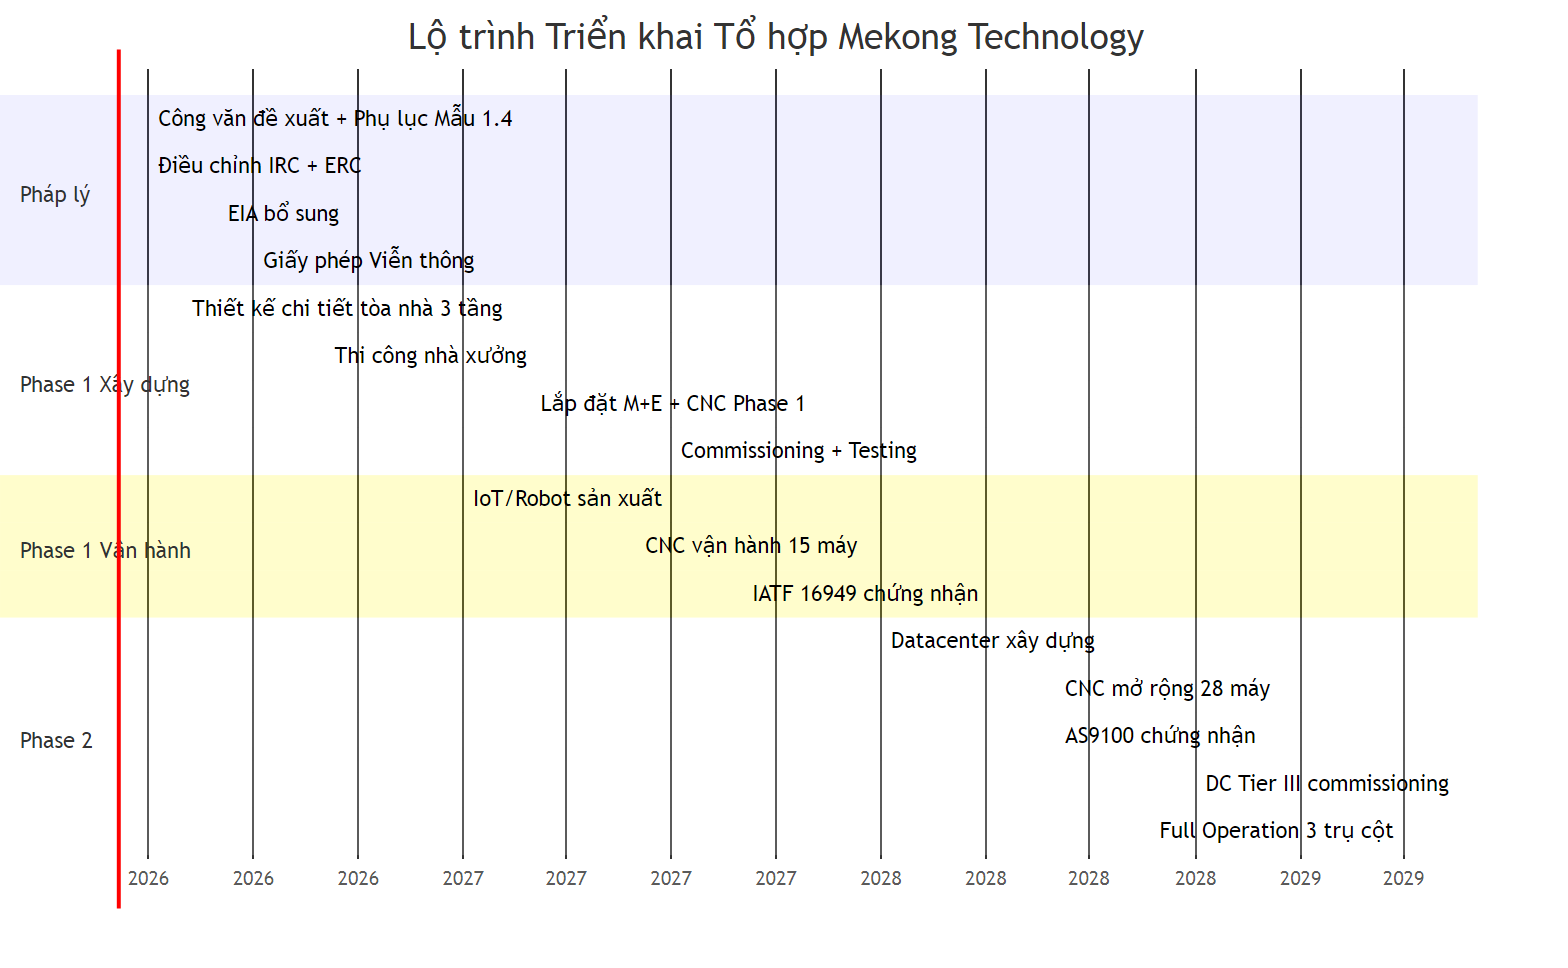 Lộ trình Triển khai Tổ hợp Mekong Technology
Pháp lý
Công văn đề xuất + Phụ lục Mẫu 1.4
Điều chỉnh IRC + ERC
EIA bổ sung
Giấy phép Viễn thông
Phase 1 Xây dựng
Thiết kế chi tiết tòa nhà 3 tầng
Thi công nhà xưởng
Lắp đặt M+E + CNC Phase 1
Commissioning + Testing
Phase 1 Vận hành
IoT/Robot sản xuất
CNC vận hành 15 máy
IATF 16949 chứng nhận
Phase 2
Datacenter xây dựng
CNC mở rộng 28 máy
AS9100 chứng nhận
DC Tier III commissioning
Full Operation 3 trụ cột
2026 2026 2026 2027 2027 2027 2027 2028 2028 2028 2028 2029 2029